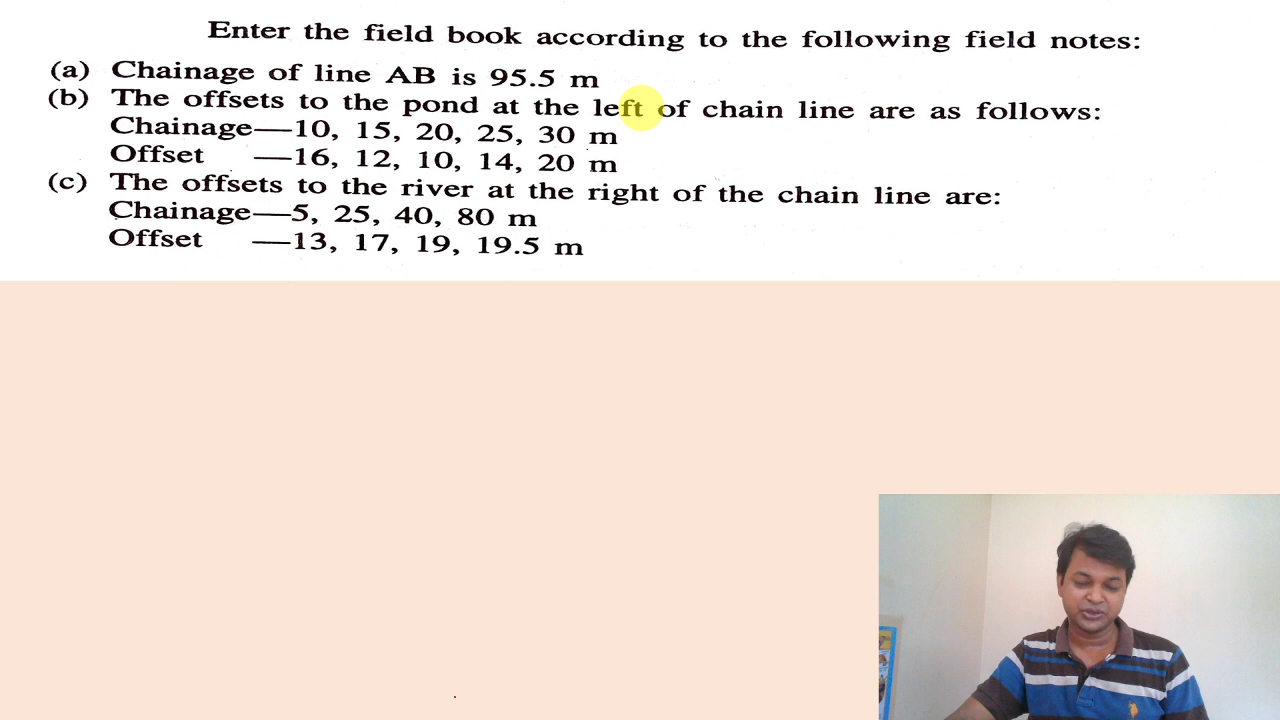 Enter the field book according to the following field notes:
(a) Chainage of line AB is 95.5 m
(b) The offsets to the pond at the left of chain line are as follows:
Chainage—10, 15, 20, 25, 30 m
Offset —16, 12, 10, 14, 20 m
(c) The offsets to the river at the right of the chain line are:
Chainage—5, 25, 40, 80 m
Offset —13, 17, 19, 19.5 m